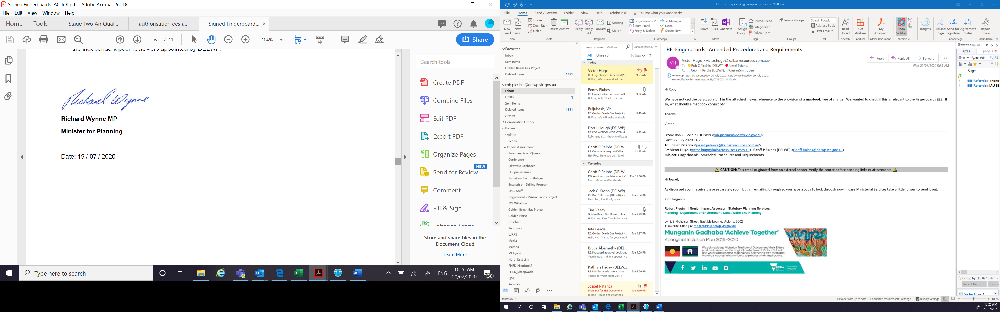 Signed Fingerboards IAC ToR.pdf - Adobe Acrobat Pro DC
File Edit View Window Help
Home Tools Stage Two Air Qual... authorisation ees a... Signed Fingerboard... ×
6 / 11 104% Share
the independent peer reviewers appointed by DELWP.
Richard Wynne
Richard Wynne MP
Minister for Planning
Date: 19 / 07 / 2020
Search tools
Create PDF
Combine Files
Edit PDF
Export PDF
Organize Pages
NEW
Send for Review
Comment
Fill & Sign
Enhance Scans
Store and share files in the
Document Cloud
Learn More
Type here to search
ENG
10:26 AM
29/07/2020
30
Inbox - rob.piccinin@delwp.vic.gov.au - Outlook
File Home Send / Receive Folder View Help Adobe PDF Tell me what you want to do
New Email
New Items
Ignore
Clean Up
Junk
Delete Archive
Reply Reply All Forward
Meeting
More
Fingerboards M...
Team Email
Reply & Delete
To Manager
Done
Create New
Move Rules OneNote
Assign Policy
Unread/ Read
Categorize
Follow Up
Browse Groups
Search People
Address Book
Filter Email
Read Aloud
Get Add-ins
My Account
Show Sidebar
Insights
Fill and Sign
Send for Signature
Agreement Status
Report Spam
New Delete Respond Quick Steps Move Tags Groups Find Speech Add-ins Adobe Document... harmon.ie Adobe Sign PhishAlarm
Favorites
Inbox
Sent Items
Golden Beach Gas Project
Deleted Items 1851
rob.piccinin@delwp.vic.gov.au
Inbox
Drafts [7]
Sent Items
Deleted Items 1851
Archive
Conversation History
Folders
Admin
LVRRS
Impact Assessment
Boundary Road Quarry
Conference
Edithvale Bonbeach
EES pre-referrals
Emissions Sector Pledges
Enterprise-1 Drilling Program
EPBC Stuff
Fingerboards Mineral Sands Project
FOI Willatook
Golden Beach Gas Project
Golden Plains
Goschen
Kentbruck
LVRRS
Media
Mernda
Mt Fyans
North East Link
PHED_Nambrok2
PHED_Sheepwash
QMS
Referrals
Items: 4,632
Search Current Mailbox Current Mailbox
All Unread By Date
Today
Victor Hugo
RE: Fingerboards -Amended Pr... 9:53 AM
Hi Rob, We have noticed the
Penny Flukes
RE: Invitation to comment on R... 9:52 AM
Hi Mily, Rob, Thanks for the
Buljubasic, Vic
RE: Golden Beach Gas Project - ... 9:49 AM
Hi Rita, We will make available
Don J Hough (DELWP)
RE: FOR ACTION - FOR COMM... 9:42 AM
Rob many thx Happy to discuss
Geoff P Ralphs (DELW...
RE: Comments to go to Kalbar 12:33 AM
Hey Rob, Here you go. Note I
Yesterday
Geoff P Ralphs (DELW...
FW: Another complaint about K... Tue 11:30 PM
From: Minefree Glenaladale
Jack G Krohn (DELWP)
RE: Rob C Piccinin (DELWP) is i... Tue 6:04 PM
Dear Rob, I've finally gone
Tim Vesey
Golden Beach Gas Project - Ma... Tue 5:28 PM
Hi Rob and Kim Thanks for your
Rita Garcia
RE: Golden Beach Gas Project - ... Tue 5:27 PM
Hello Vic, Thanks for your email
Bruce Abernethy (DEL...
RE: Proposed approval decision... Tue 5:08 PM
Thanks Rob, It didn't appear in a
Kathryn Friday (DELW...
RE: EMS issue with work plans Tue 4:59 PM
Thanks for your input Dan, I
Jozsef Patarica
Draft EOI for EES Documents Tue 4:10 PM
Hi Rob Please find attached a
RE: Fingerboards -Amended Procedures and Requirements
VH
Victor Hugo <victor.hugo@kalbarresources.com.au>
To Rob C Piccinin (DELWP); Jozsef Patarica
Cc Geoff P Ralphs (DELWP); CasillasSmith, Ben
Reply Reply All Forward ...
Wed 29/07/2020 9:53 AM
Follow up. Start by Wednesday, 29 July 2020. Due by Wednesday, 29 July 2020.
You replied to this message on 29/07/2020 10:15 AM.
Hi Rob,
We have noticed the paragraph (c) 1 in the attached makes reference to the provision of a mapbook free of charge. We wanted to check if this is relevant to the Fingerboards EES. If
so, what should a mapbook consist of?
Thanks
Victor
From: Rob C Piccinin (DELWP) <rob.piccinin@delwp.vic.gov.au>
Sent: 22 July 2020 14:28
To: Jozsef Patarica <jozsef.patarica@kalbarresources.com.au>
Cc: Victor Hugo <victor.hugo@kalbarresources.com.au>; Geoff P Ralphs (DELWP) <Geoff.Ralphs@delwp.vic.gov.au>
Subject: Fingerboards -Amended Procedures and Requirements
CAUTION: This email originated from an external sender. Verify the source before opening links or attachments.
Hi Jozsef,
As discussed you'll receive these separately soon, but am emailing through so you have a copy to look through now in case Ministerial Services take a little longer to send it out.
Kind Regards
Robert Piccinin | Senior Impact Assessor | Statutory Planning Services
Planning | Department of Environment, Land, Water and Planning
Lvl 8, 8 Nicholson Street, East Melbourne, Victoria, 3002
T: 03 8683 0958 | E: rob.piccinin@delwp.vic.gov.au
Munganin Gadhaba 'Achieve Together'
Aboriginal Inclusion Plan 2016–2020
We acknowledge Victorian Traditional Owners and their Elders
past and present as the original custodians of Victoria's land
and waters and commit to genuinely partnering with them and
Victoria's Aboriginal community to progress their aspirations.
VICTORIA
Environment,
Land, Water
and Planning
harmon.ie
SITES PEOPLE
Mt Fyans Win...
Stage
EES Referrals : <none
EES Referrals : IAU EE
Group by EES Re 15 items
Recent Items Show
Victor Hugo
All folders are up to date. Connected to: Microsoft Exchange Display Settings 100%
10:26 AM
29/07/2020